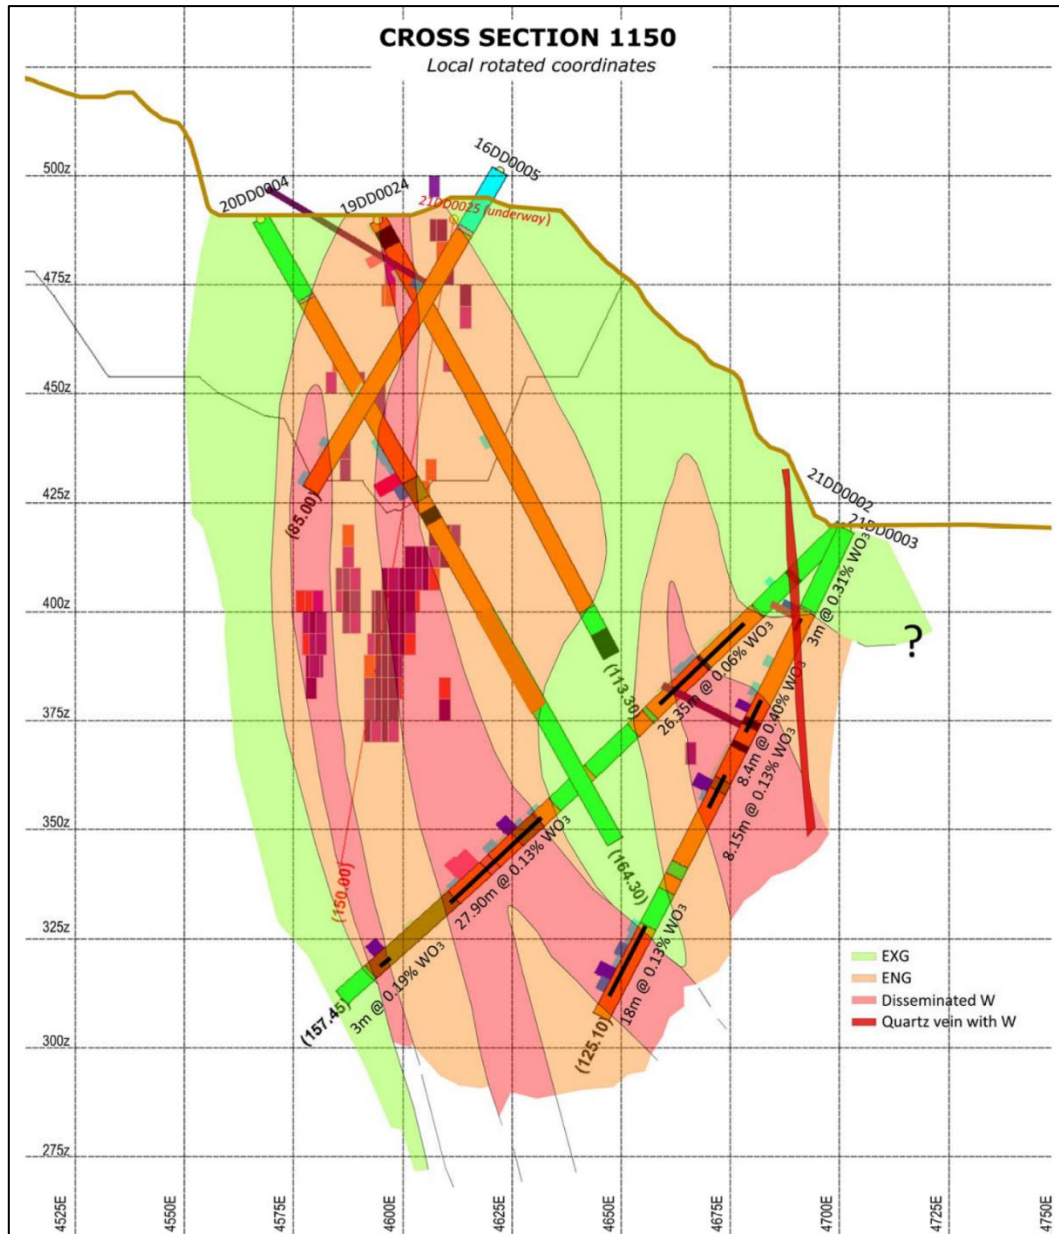 CROSS SECTION 1150
Local rotated coordinates
16DD0005
500z
20DD0004
19DD0024
21DD0025 (underway)
475z
450z
425z
(85.00)
21DD0002
21DD0003
3m @ 0.31% WO3
400z
?
(113.30)
26.35m @ 0.06% WO3
375z
8.4m @ 0.40% WO3
8.15m @ 0.13% WO3
350z
(150.00)
(164.30)
27.90m @ 0.13% WO3
325z
18m @ 0.13% WO3
3m @ 0.19% WO3
(157.45)
(125.10)
EXG
ENG
Disseminated W
Quartz vein with W
300z
275z
4525E
4550E
4575E
4600E
4625E
4650E
4675E
4700E
4725E
4750E